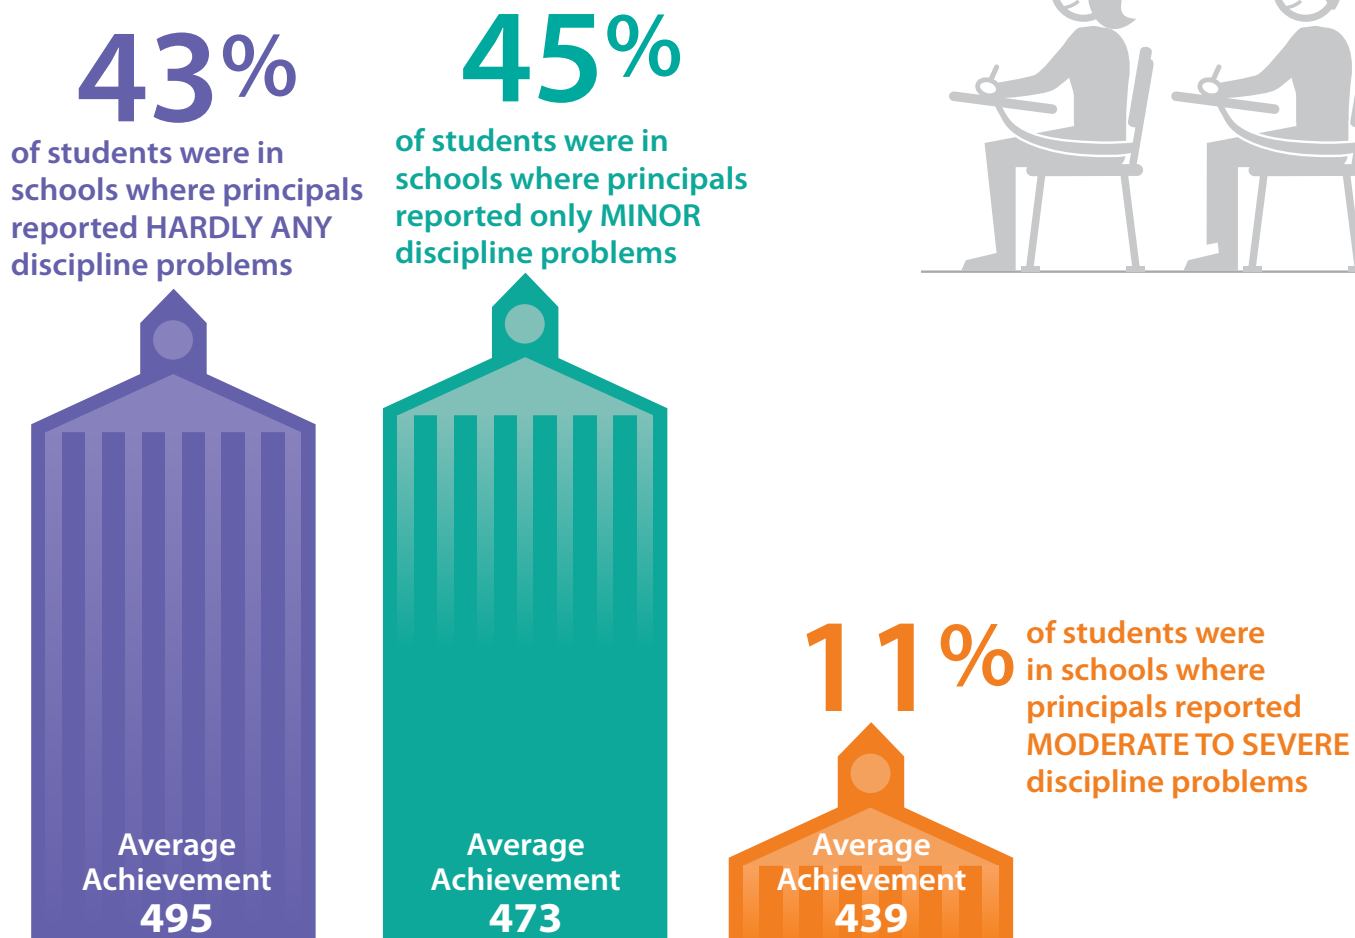 43%
of students were in
schools where principals
reported HARDLY ANY
discipline problems
Average
Achievement
495
45%
of students were in
schools where principals
reported only MINOR
discipline problems
Average
Achievement
473
11%
of students were
in schools where
principals reported
MODERATE TO SEVERE
discipline problems
Average
Achievement
439